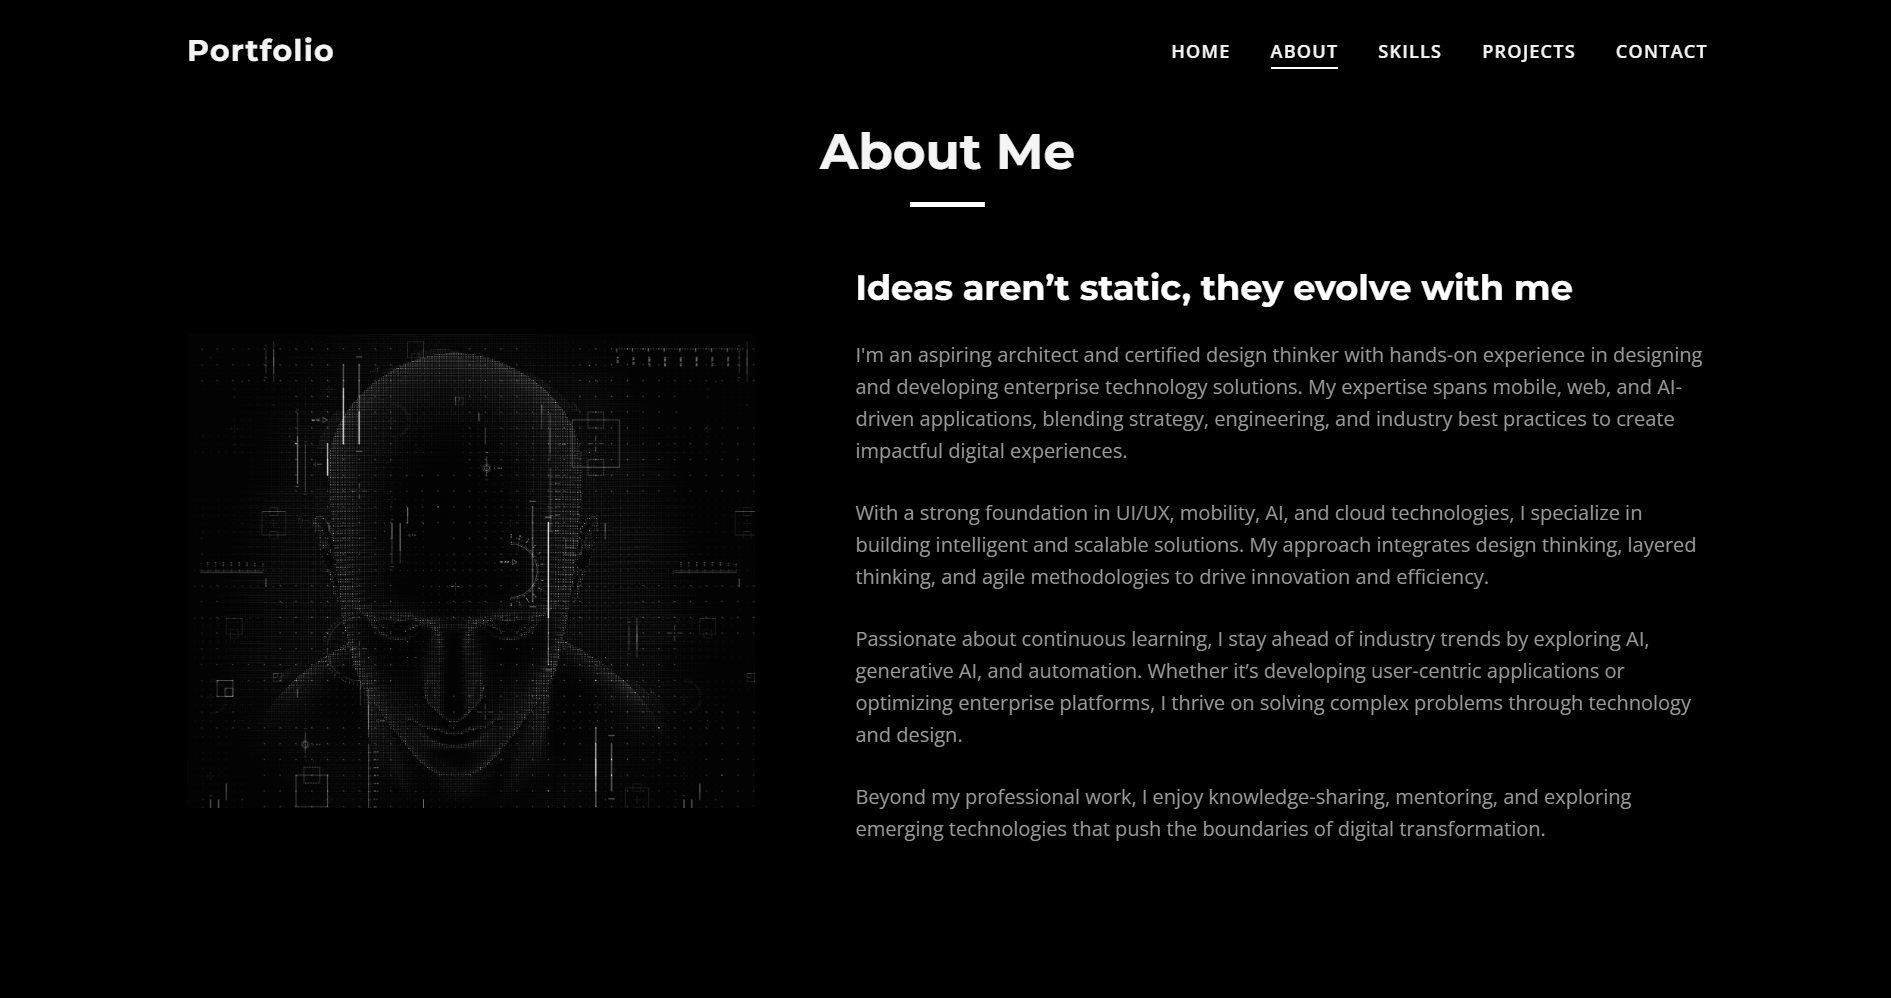 Portfolio
HOME ABOUT SKILLS PROJECTS CONTACT
About Me
Ideas aren’t static, they evolve with me
I'm an aspiring architect and certified design thinker with hands-on experience in designing
and developing enterprise technology solutions. My expertise spans mobile, web, and AI-
driven applications, blending strategy, engineering, and industry best practices to create
impactful digital experiences.
With a strong foundation in UI/UX, mobility, AI, and cloud technologies, I specialize in
building intelligent and scalable solutions. My approach integrates design thinking, layered
thinking, and agile methodologies to drive innovation and efficiency.
Passionate about continuous learning, I stay ahead of industry trends by exploring AI,
generative AI, and automation. Whether it’s developing user-centric applications or
optimizing enterprise platforms, I thrive on solving complex problems through technology
and design.
Beyond my professional work, I enjoy knowledge-sharing, mentoring, and exploring
emerging technologies that push the boundaries of digital transformation.